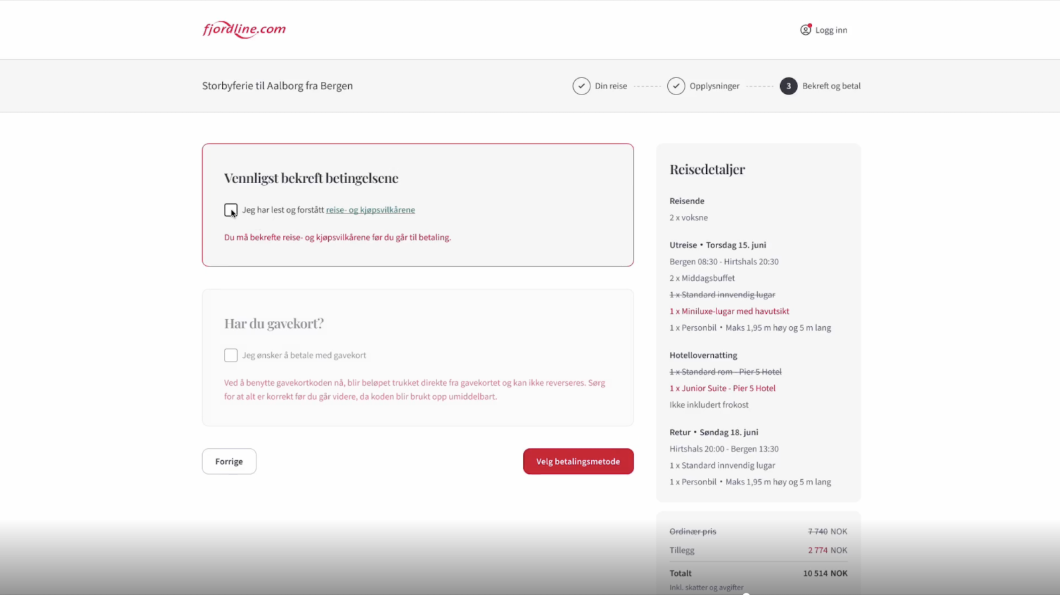 fjordline.com
Logg inn
Storbyferie til Aalborg fra Bergen
Din reise
Opplysninger
3 Bekreft og betal
Vennligst bekreft betingelsene
Jeg har lest og forstått reise- og kjøpsvilkårene
Du må bekrefte reise- og kjøpsvilkårene før du går til betaling.
Har du gavekort?
Jeg ønsker å betale med gavekort
Ved å benytte gavekortkoden nå, blir beløpet trukket direkte fra gavekortet og kan ikke reverseres. Sørg
for at alt er korrekt før du går videre, da koden blir brukt opp umiddelbart.
Forrige
Velg betalingsmetode
Reisedetaljer
Reisende
2 x voksne
Utreise • Torsdag 15. juni
Bergen 08:30 - Hirtshals 20:30
2 x Middagsbuffet
1 x Standard innvendig lugar
1 x Miniluxe-lugar med havutsikt
1 x Personbil • Maks 1,95 m høy og 5 m lang
Hotellovernatting
1 x Standard rom - Pier 5 Hotel
1 x Junior Suite - Pier 5 Hotel
Ikke inkludert frokost
Retur • Søndag 18. juni
Hirtshals 20:00 - Bergen 13:30
1 x Standard innvendig lugar
1 x Personbil • Maks 1,95 m høy og 5 m lang
Ordinær pris 7 740 NOK
Tillegg 2 774 NOK
Totalt 10 514 NOK
Inkl. skatter og avgifter